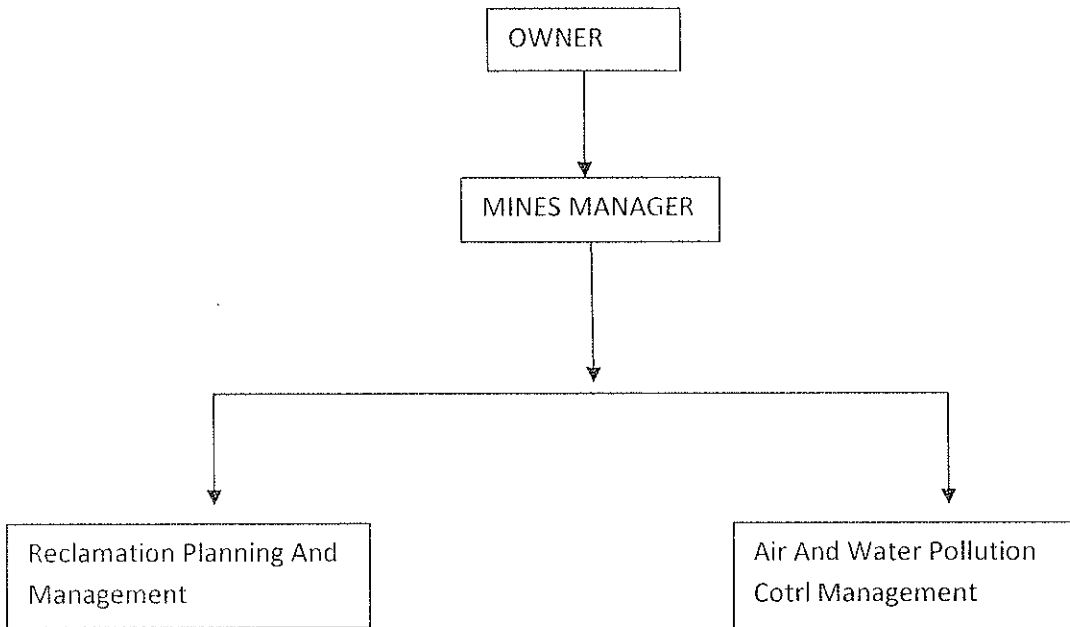 OWNER
MINES MANAGER
Reclamation Planning And
Management
Air And Water Pollution
Cotrl Management